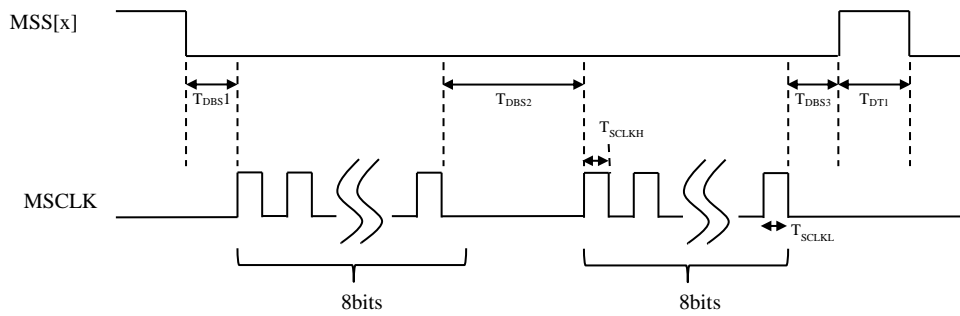 MSS[x]
TDBS1
TDBS2
TDBS3
TDT1
TSCLKH
MSCLK
TSCLKL
8bits
8bits